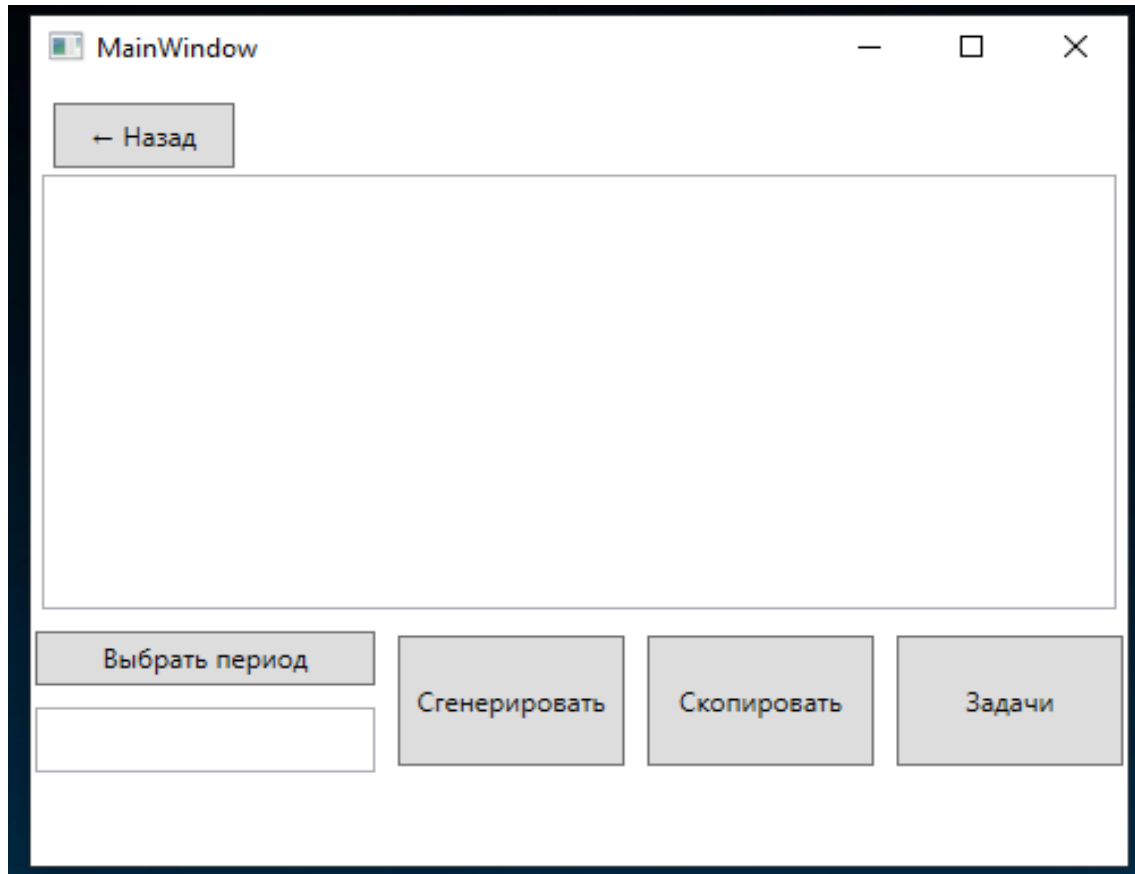 MainWindow
← Назад
Выбрать период
Сгенерировать
Скопировать
Задачи